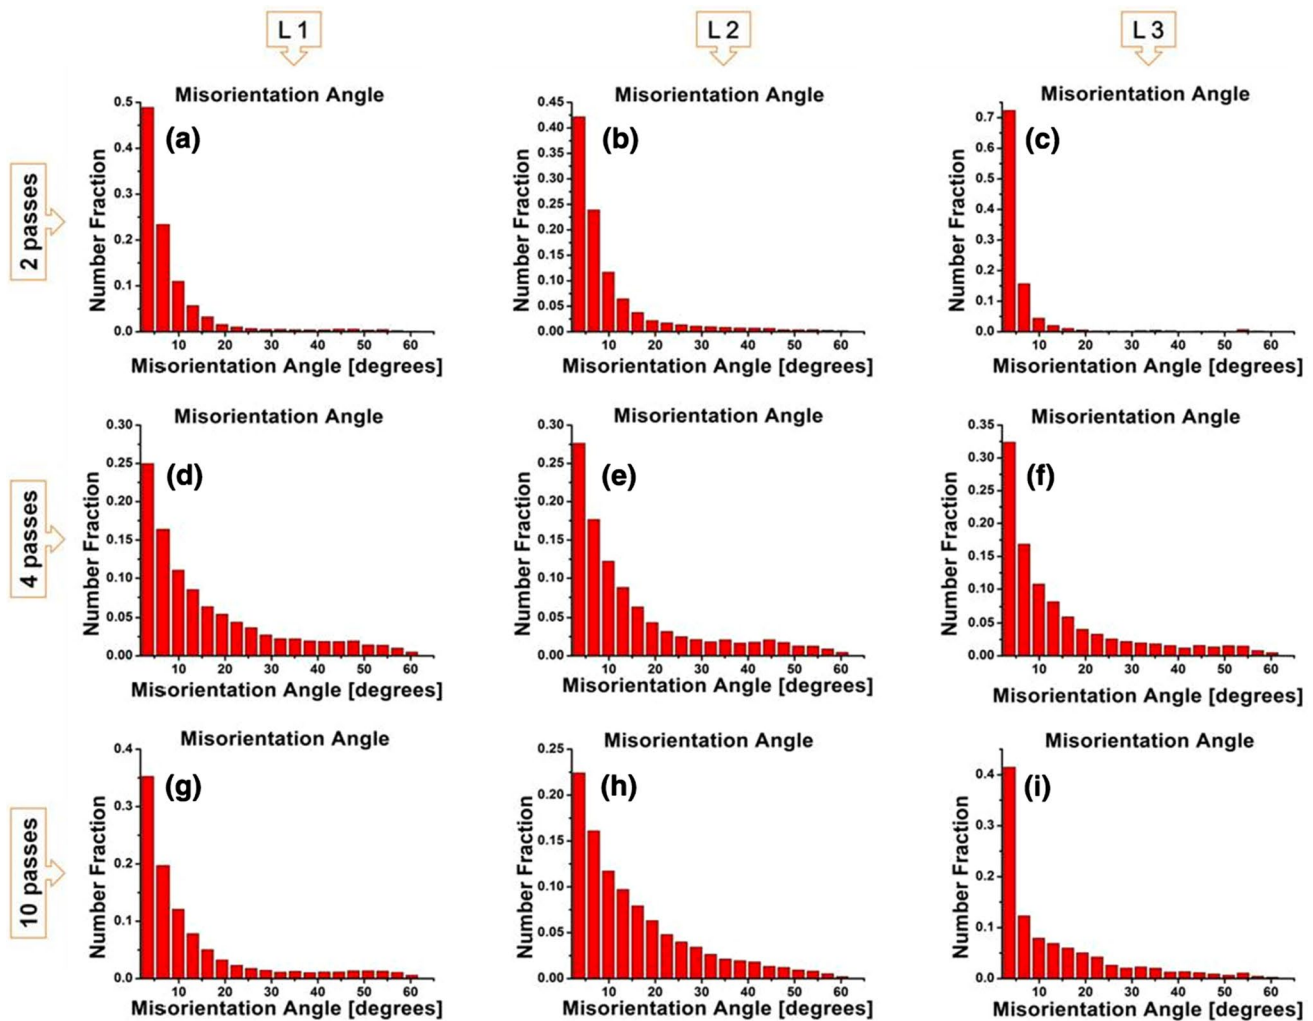 L 1
L 2
L 3
2 passes
Misorientation Angle
(a)
Number Fraction
0.5
0.4
0.3
0.2
0.1
0.0
10 20 30 40 50 60
Misorientation Angle [degrees]
Misorientation Angle
(b)
Number Fraction
0.45
0.40
0.35
0.30
0.25
0.20
0.15
0.10
0.05
0.00
10 20 30 40 50 60
Misorientation Angle [degrees]
Misorientation Angle
(c)
Number Fraction
0.7
0.6
0.5
0.4
0.3
0.2
0.1
0.0
10 20 30 40 50 60
Misorientation Angle [degrees]
4 passes
Misorientation Angle
(d)
Number Fraction
0.30
0.25
0.20
0.15
0.10
0.05
0.00
10 20 30 40 50 60
Misorientation Angle [degrees]
Misorientation Angle
(e)
Number Fraction
0.30
0.25
0.20
0.15
0.10
0.05
0.00
10 20 30 40 50 60
Misorientation Angle [degrees]
Misorientation Angle
(f)
Number Fraction
0.35
0.30
0.25
0.20
0.15
0.10
0.05
0.00
10 20 30 40 50 60
Misorientation Angle [degrees]
10 passes
Misorientation Angle
(g)
Number Fraction
0.4
0.3
0.2
0.1
0.0
10 20 30 40 50 60
Misorientation Angle [degrees]
Misorientation Angle
(h)
Number Fraction
0.25
0.20
0.15
0.10
0.05
0.00
10 20 30 40 50 60
Misorientation Angle [degrees]
Misorientation Angle
(i)
Number Fraction
0.4
0.3
0.2
0.1
0.0
10 20 30 40 50 60
Misorientation Angle [degrees]